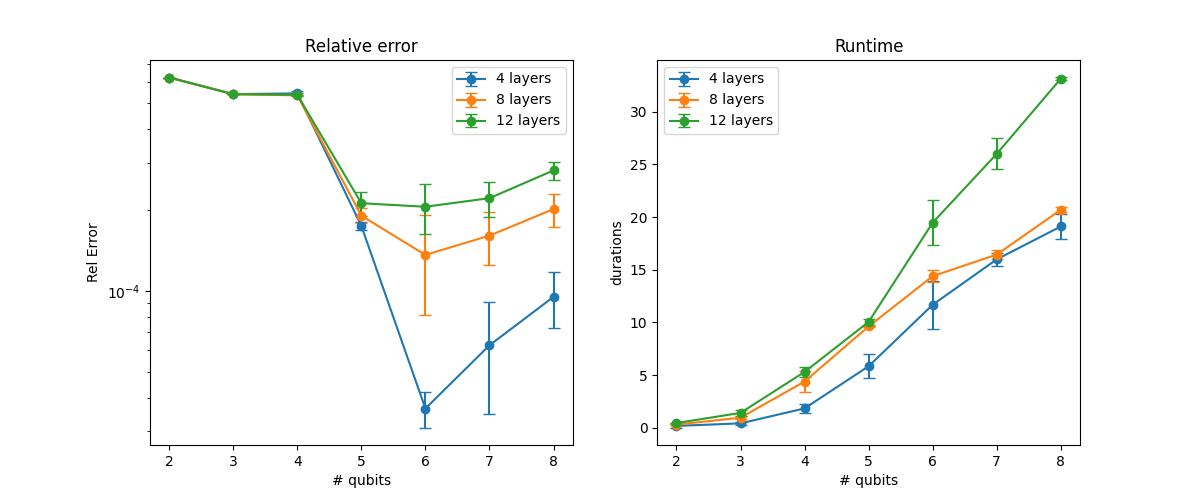 Relative error
4 layers
8 layers
12 layers
Rel Error
10⁻⁴
2 3 4 5 6 7 8
# qubits
Runtime
4 layers
8 layers
12 layers
durations
30
25
20
15
10
5
0
2 3 4 5 6 7 8
# qubits